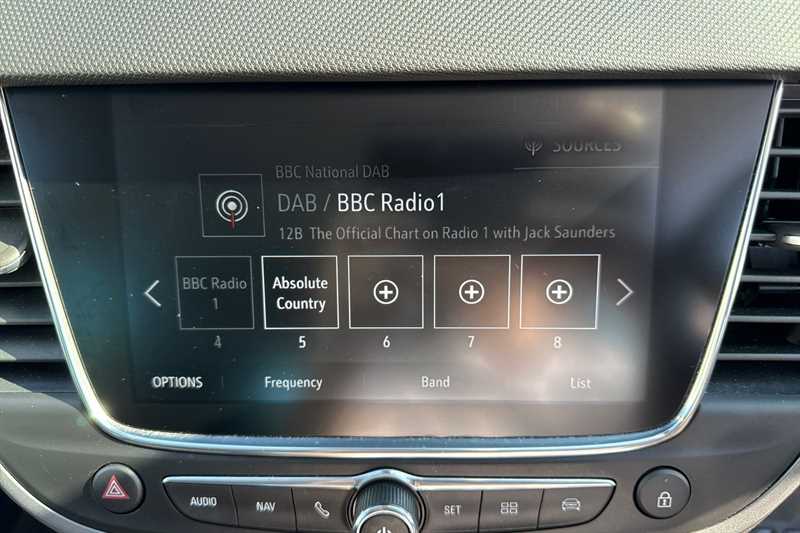 SOURCES
BBC National DAB
DAB / BBC Radio1
12B The Official Chart on Radio 1 with Jack Saunders
BBC Radio
1
Absolute
Country
4 5 6 7 8
OPTIONS Frequency Band List
AUDIO NAV SET